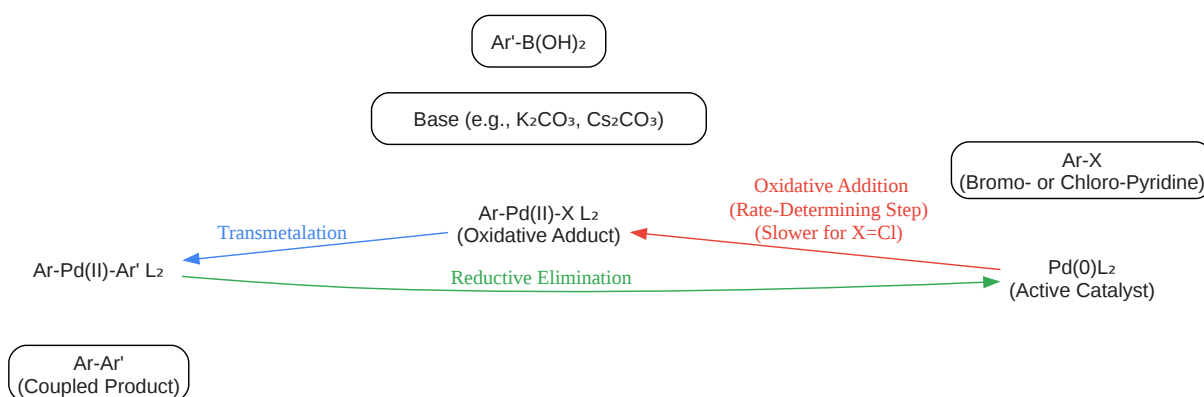 Ar'-B(OH)₂
Base (e.g., K₂CO₃, Cs₂CO₃)
Ar-X
(Bromo- or Chloro-Pyridine)
Oxidative Addition
(Rate-Determining Step)
(Slower for X=Cl)
Ar-Pd(II)-X L₂
(Oxidative Adduct)
Transmetalation
Ar-Pd(II)-Ar' L₂
Reductive Elimination
Pd(0)L₂
(Active Catalyst)
Ar-Ar'
(Coupled Product)